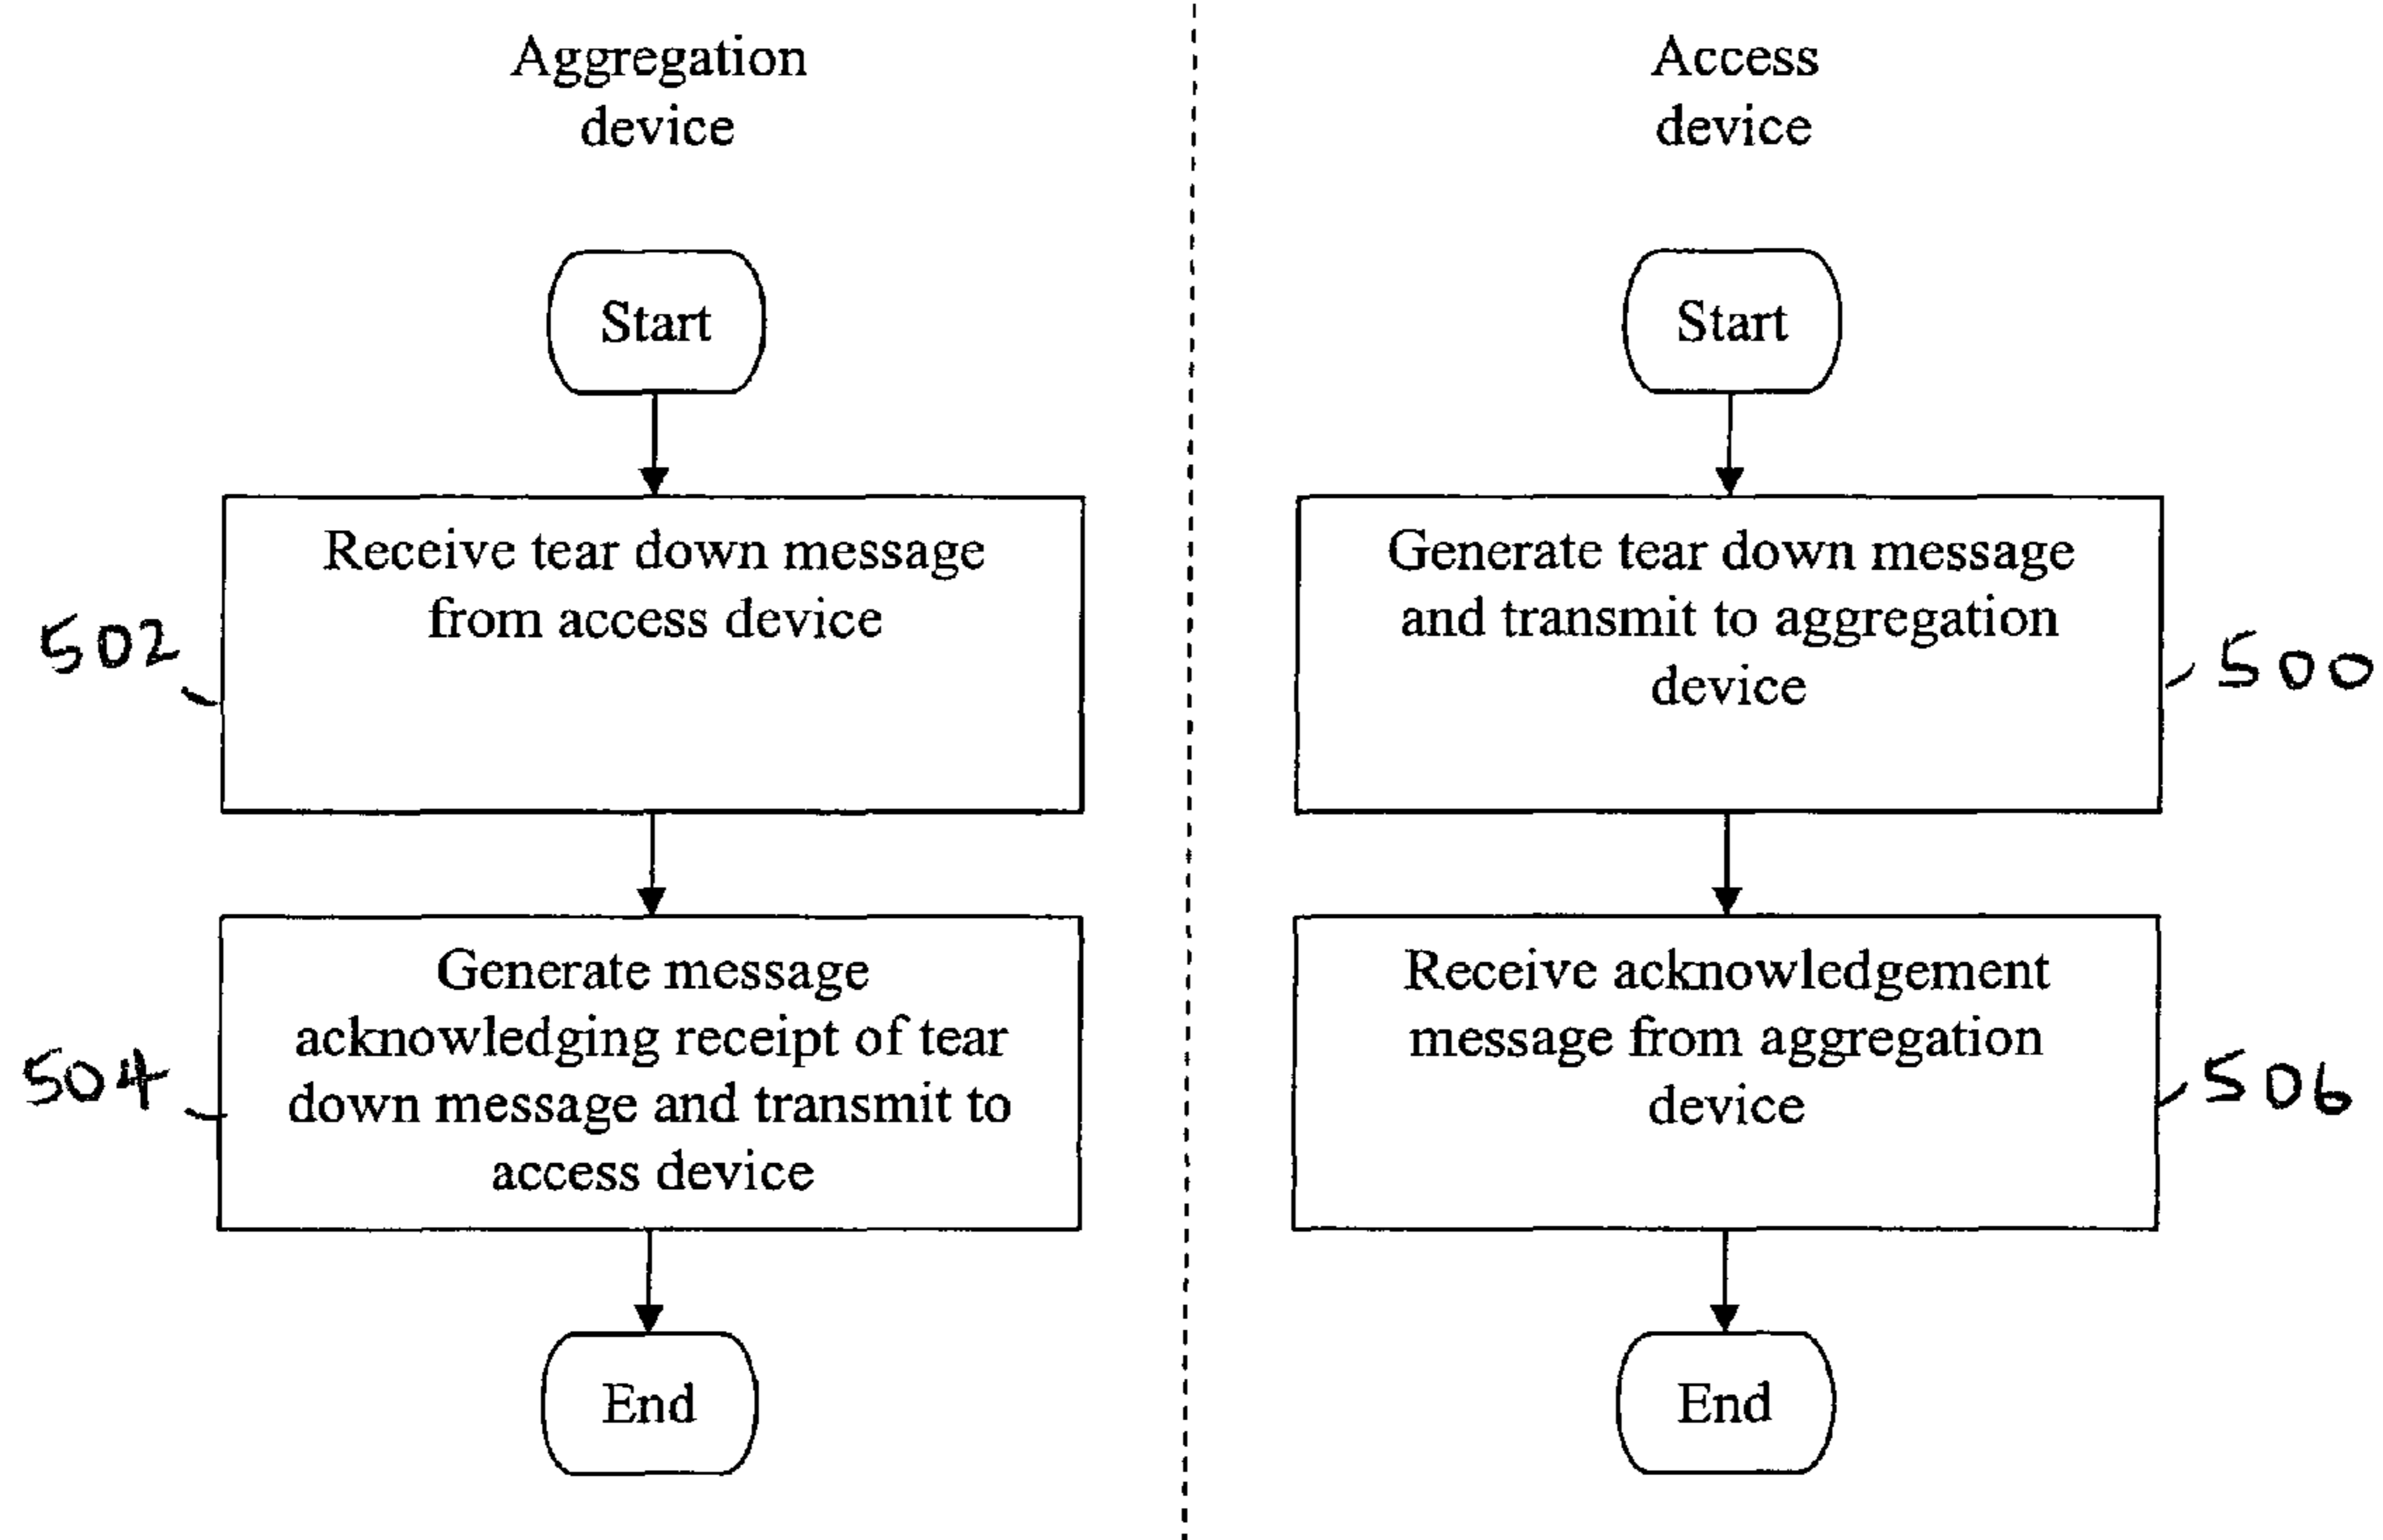 Aggregation
device
Start
Receive tear down message
from access device
502
Generate message
acknowledging receipt of tear
down message and transmit to
access device
504
End
Access
device
Start
Generate tear down message
and transmit to aggregation
device
500
Receive acknowledgement
message from aggregation
device
506
End